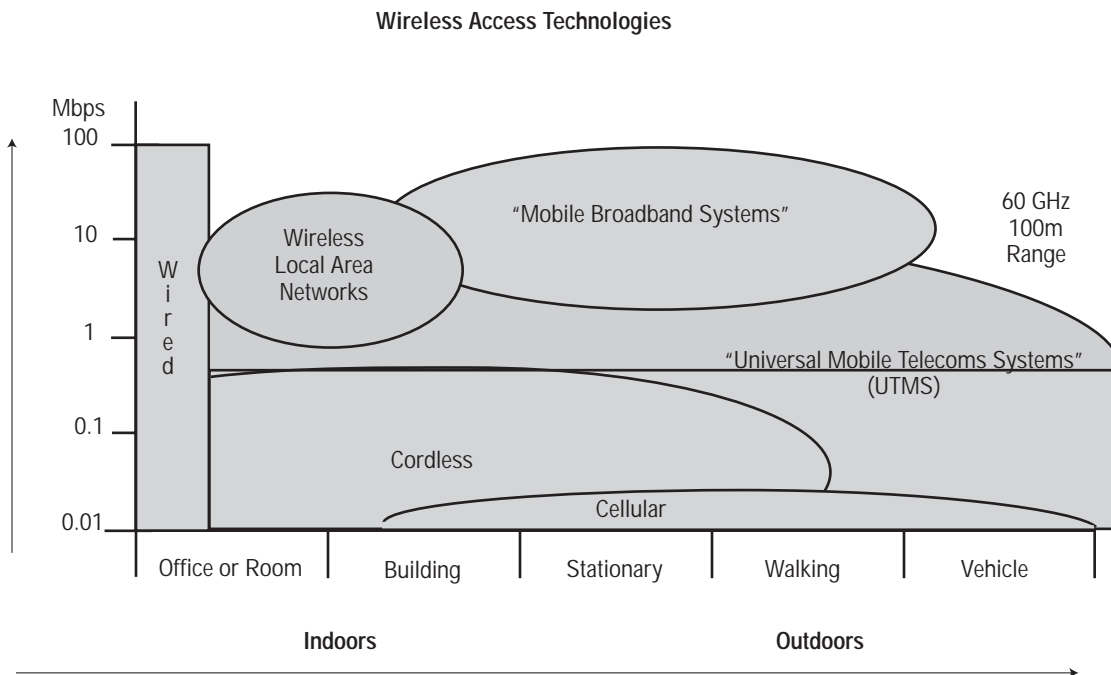 Wireless Access Technologies
Mbps
100
10
1
0.1
0.01
Wired
Wireless
Local Area
Networks
“Mobile Broadband Systems”
60 GHz
100m
Range
“Universal Mobile Telecoms Systems”
(UTMS)
Cordless
Cellular
Office or Room
Building
Stationary
Walking
Vehicle
Indoors
Outdoors